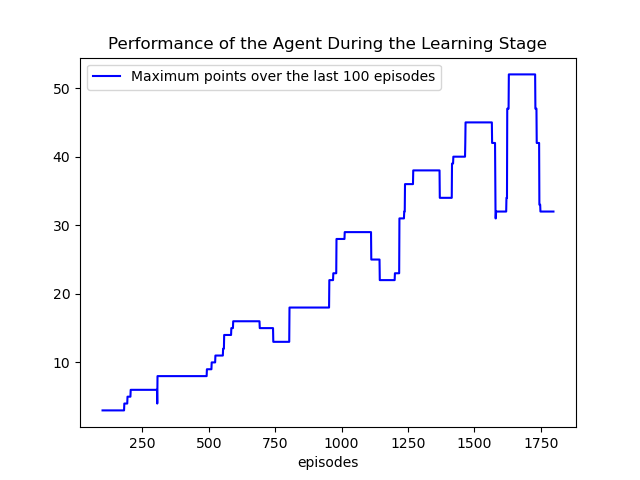 Performance of the Agent During the Learning Stage
Maximum points over the last 100 episodes
50
40
30
20
10
250 500 750 1000 1250 1500 1750
episodes